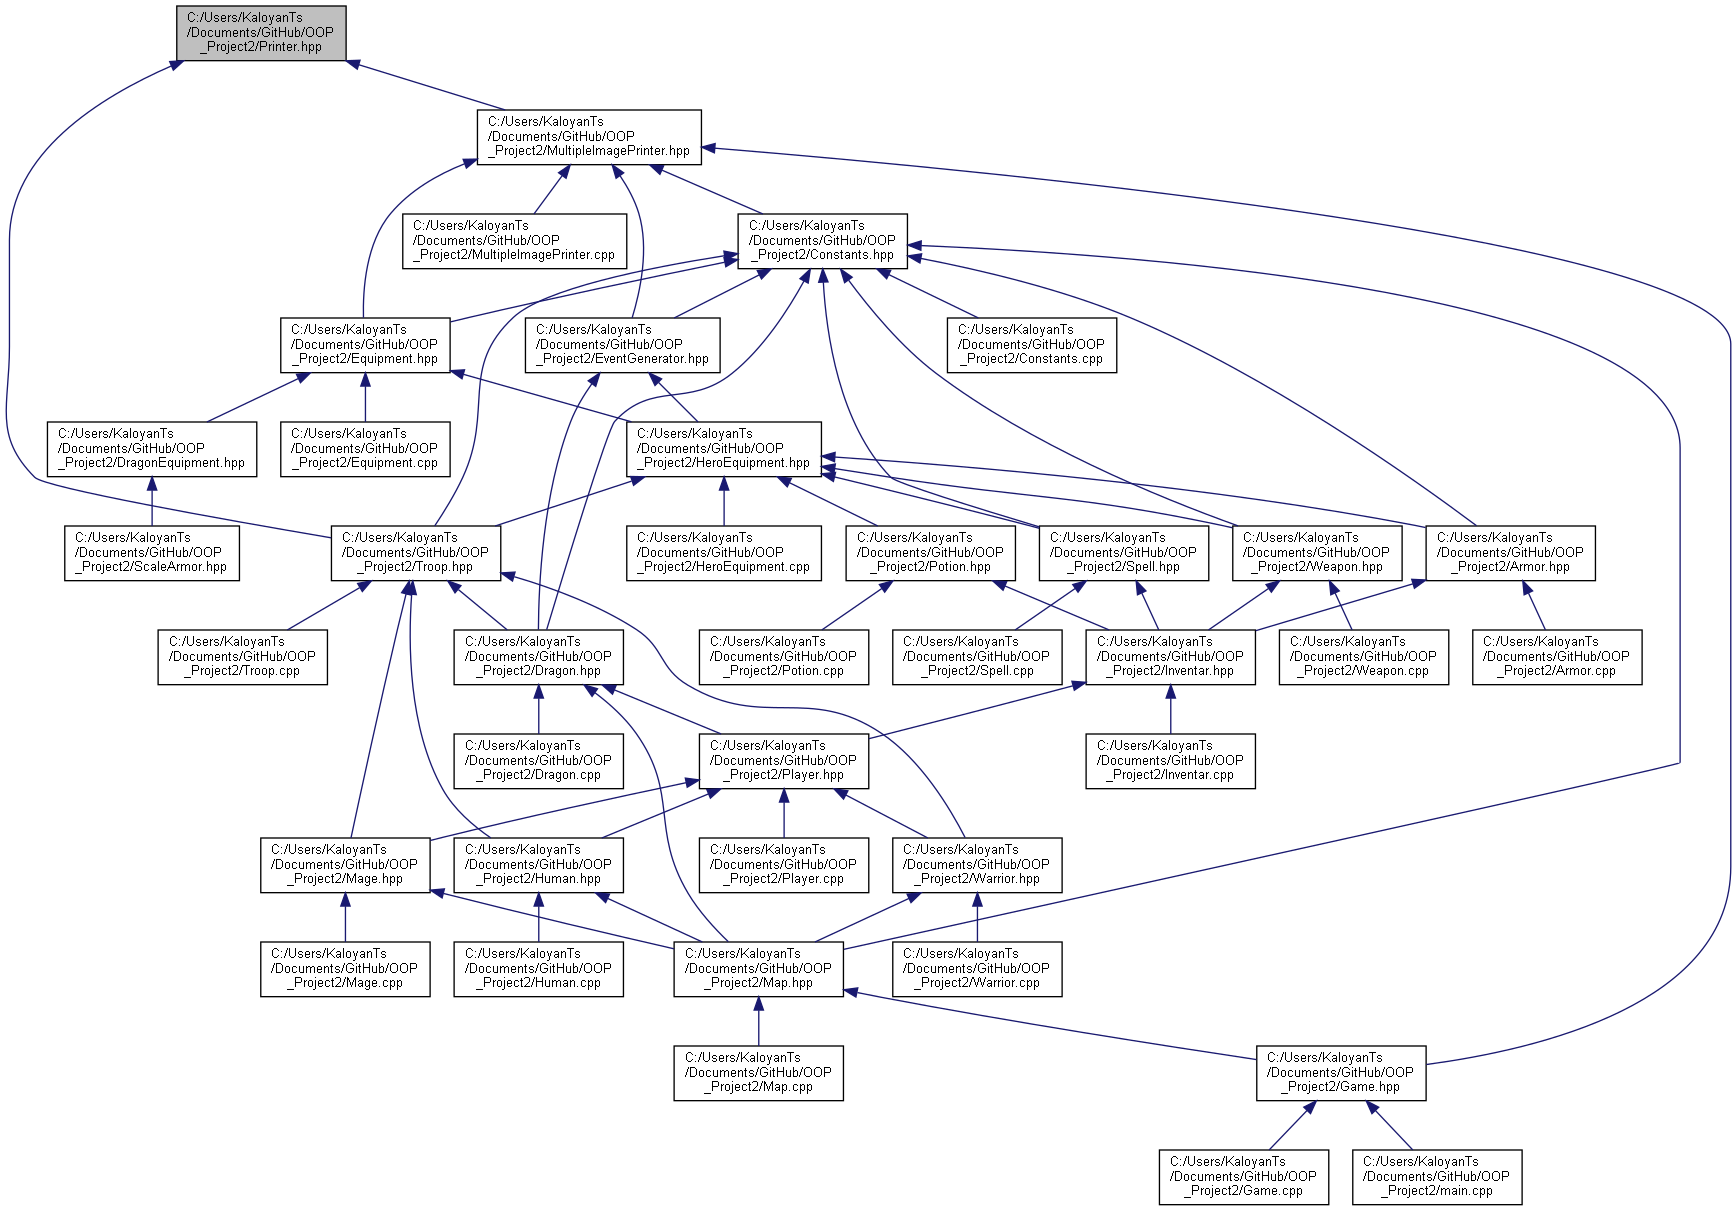 C:/Users/KaloyanTs
/Documents/GitHub/OOP
_Project2/Printer.hpp
C:/Users/KaloyanTs
/Documents/GitHub/OOP
_Project2/MultipleImagePrinter.hpp
C:/Users/KaloyanTs
/Documents/GitHub/OOP
_Project2/MultipleImagePrinter.cpp
C:/Users/KaloyanTs
/Documents/GitHub/OOP
_Project2/Constants.hpp
C:/Users/KaloyanTs
/Documents/GitHub/OOP
_Project2/Equipment.hpp
C:/Users/KaloyanTs
/Documents/GitHub/OOP
_Project2/EventGenerator.hpp
C:/Users/KaloyanTs
/Documents/GitHub/OOP
_Project2/Constants.cpp
C:/Users/KaloyanTs
/Documents/GitHub/OOP
_Project2/DragonEquipment.hpp
C:/Users/KaloyanTs
/Documents/GitHub/OOP
_Project2/Equipment.cpp
C:/Users/KaloyanTs
/Documents/GitHub/OOP
_Project2/HeroEquipment.hpp
C:/Users/KaloyanTs
/Documents/GitHub/OOP
_Project2/ScaleArmor.hpp
C:/Users/KaloyanTs
/Documents/GitHub/OOP
_Project2/Troop.hpp
C:/Users/KaloyanTs
/Documents/GitHub/OOP
_Project2/HeroEquipment.cpp
C:/Users/KaloyanTs
/Documents/GitHub/OOP
_Project2/Potion.hpp
C:/Users/KaloyanTs
/Documents/GitHub/OOP
_Project2/Spell.hpp
C:/Users/KaloyanTs
/Documents/GitHub/OOP
_Project2/Weapon.hpp
C:/Users/KaloyanTs
/Documents/GitHub/OOP
_Project2/Armor.hpp
C:/Users/KaloyanTs
/Documents/GitHub/OOP
_Project2/Troop.cpp
C:/Users/KaloyanTs
/Documents/GitHub/OOP
_Project2/Dragon.hpp
C:/Users/KaloyanTs
/Documents/GitHub/OOP
_Project2/Potion.cpp
C:/Users/KaloyanTs
/Documents/GitHub/OOP
_Project2/Spell.cpp
C:/Users/KaloyanTs
/Documents/GitHub/OOP
_Project2/Inventar.hpp
C:/Users/KaloyanTs
/Documents/GitHub/OOP
_Project2/Weapon.cpp
C:/Users/KaloyanTs
/Documents/GitHub/OOP
_Project2/Armor.cpp
C:/Users/KaloyanTs
/Documents/GitHub/OOP
_Project2/Dragon.cpp
C:/Users/KaloyanTs
/Documents/GitHub/OOP
_Project2/Player.hpp
C:/Users/KaloyanTs
/Documents/GitHub/OOP
_Project2/Inventar.cpp
C:/Users/KaloyanTs
/Documents/GitHub/OOP
_Project2/Mage.hpp
C:/Users/KaloyanTs
/Documents/GitHub/OOP
_Project2/Human.hpp
C:/Users/KaloyanTs
/Documents/GitHub/OOP
_Project2/Player.cpp
C:/Users/KaloyanTs
/Documents/GitHub/OOP
_Project2/Warrior.hpp
C:/Users/KaloyanTs
/Documents/GitHub/OOP
_Project2/Mage.cpp
C:/Users/KaloyanTs
/Documents/GitHub/OOP
_Project2/Human.cpp
C:/Users/KaloyanTs
/Documents/GitHub/OOP
_Project2/Map.hpp
C:/Users/KaloyanTs
/Documents/GitHub/OOP
_Project2/Warrior.cpp
C:/Users/KaloyanTs
/Documents/GitHub/OOP
_Project2/Map.cpp
C:/Users/KaloyanTs
/Documents/GitHub/OOP
_Project2/Game.hpp
C:/Users/KaloyanTs
/Documents/GitHub/OOP
_Project2/Game.cpp
C:/Users/KaloyanTs
/Documents/GitHub/OOP
_Project2/main.cpp